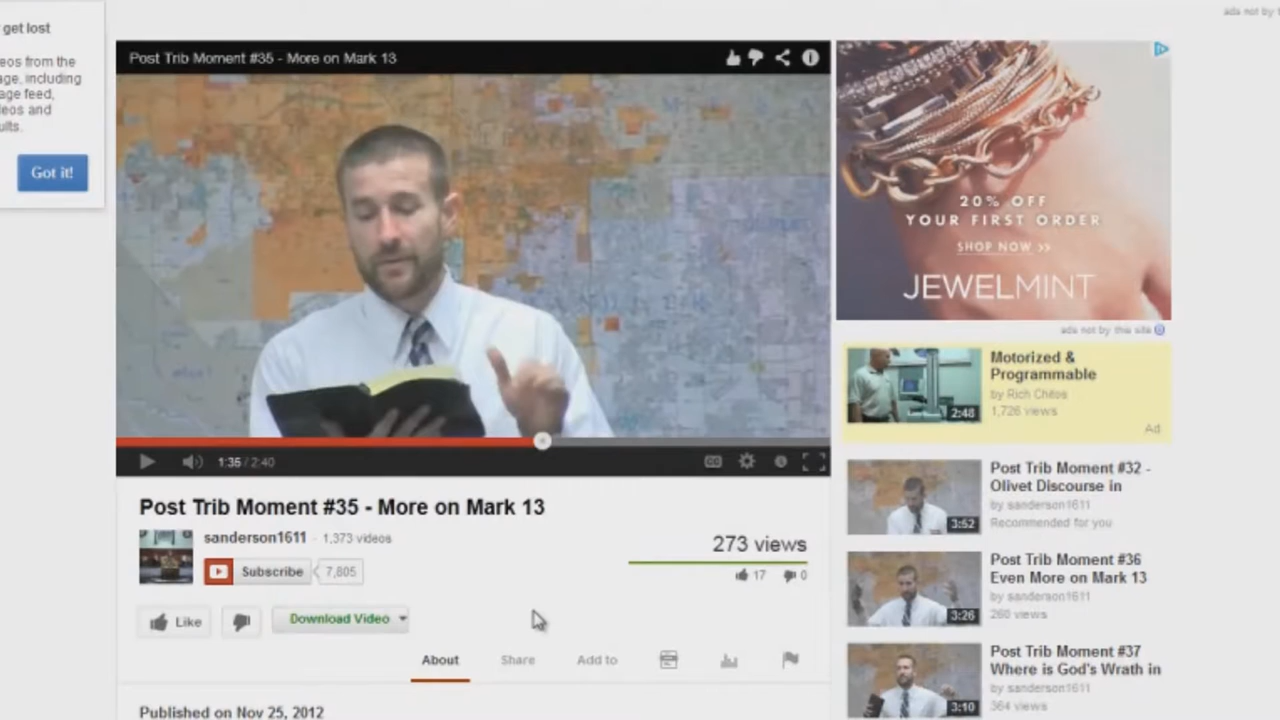 ads not by t
get lost
eos from the
age, including
age feed,
leos and
ults.
Got it!
Post Trib Moment #35 - More on Mark 13
1:35 / 2:40
CC
20% OFF
YOUR FIRST ORDER
SHOP NOW >>
JEWELMINT
ads not by this site
Motorized &
Programmable
by Rich Chitos
1,726 views
2:48
Ad
Post Trib Moment #35 - More on Mark 13
sanderson1611 · 1,373 videos
Subscribe 7,805
273 views
17 0
Like
Download Video
About Share Add to
Published on Nov 25, 2012
Post Trib Moment #32 -
Olivet Discourse in
by sanderson1611
Recommended for you
3:52
Post Trib Moment #36
Even More on Mark 13
by sanderson1611
260 views
3:26
Post Trib Moment #37
Where is God's Wrath in
by sanderson1611
364 views
3:10